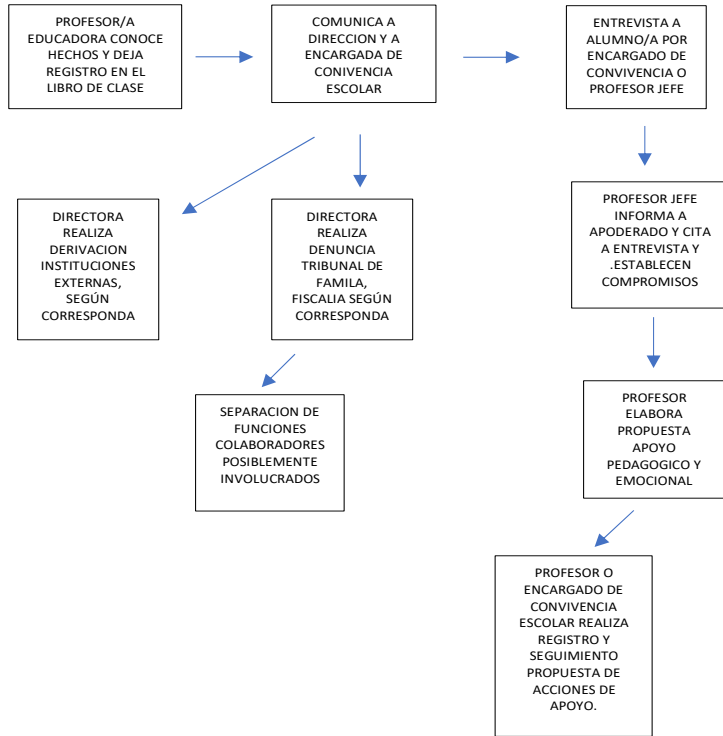 PROFESOR/A
EDUCADORA CONOCE
HECHOS Y DEJA
REGISTRO EN EL
LIBRO DE CLASE
COMUNICA A
DIRECCION Y A
ENCARGADA DE
CONIVENCIA
ESCOLAR
ENTREVISTA A
ALUMNO/A POR
ENCARGADO DE
CONVIVENCIA O
PROFESOR JEFE
DIRECTORA
REALIZA
DERIVACION
INSTITUCIONES
EXTERNAS,
SEGÚN
CORRESPONDA
DIRECTORA
REALIZA
DENUNCIA
TRIBUNAL DE
FAMILA,
FISCALIA SEGÚN
CORRESPONDA
PROFESOR JEFE
INFORMA A
APODERADO Y CITA
A ENTREVISTA Y
.ESTABLECEN
COMPROMISOS
SEPARACION DE
FUNCIONES
COLABORADORES
POSIBLEMENTE
INVOLUCRADOS
PROFESOR
ELABORA
PROPUESTA
APOYO
PEDAGOGICO Y
EMOCIONAL
PROFESOR O
ENCARGADO DE
CONVIVENCIA
ESCOLAR REALIZA
REGISTRO Y
SEGUIMIENTO
PROPUESTA DE
ACCIONES DE
APOYO.